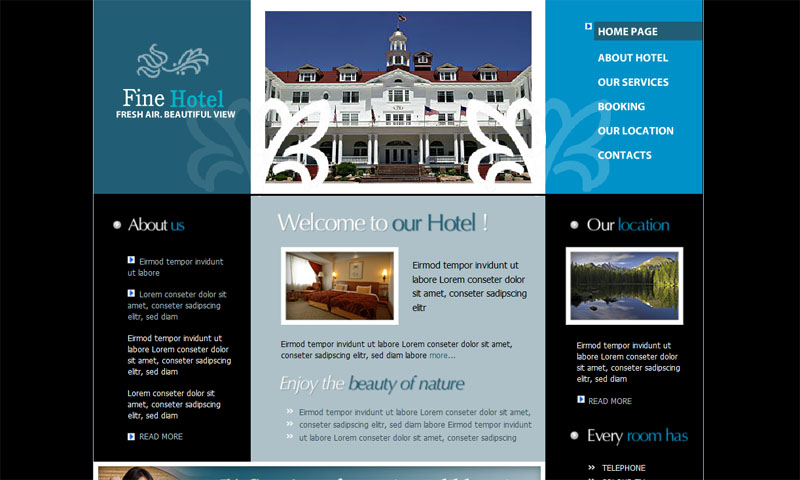 Fine Hotel
FRESH AIR. BEAUTIFUL VIEW
HOME PAGE
ABOUT HOTEL
OUR SERVICES
BOOKING
OUR LOCATION
CONTACTS
About us
Eirmod tempor invidunt
ut labore
Lorem conseter dolor sit
amet, conseter sadipscing
elitr, sed diam
Eirmod tempor invidunt ut
labore Lorem conseter dolor
sit amet, conseter sadipscing
elitr, sed diam
Lorem conseter dolor sit
amet, conseter sadipscing
elitr, sed diam
READ MORE
Welcome to our Hotel !
Eirmod tempor invidunt ut
labore Lorem conseter dolor
sit amet, conseter sadipscing
elitr
Eirmod tempor invidunt ut labore Lorem conseter dolor sit amet,
conseter sadipscing elitr, sed diam labore more...
Enjoy the beauty of nature
Eirmod tempor invidunt ut labore Lorem conseter dolor sit amet,
conseter sadipscing elitr, sed diam labore Eirmod tempor invidunt
ut labore Lorem conseter dolor sit amet, conseter sadipscing
Our location
Eirmod tempor invidunt ut
labore Lorem conseter dolor
sit amet, conseter sadipscing
elitr, sed diam
READ MORE
Every room has
TELEPHONE